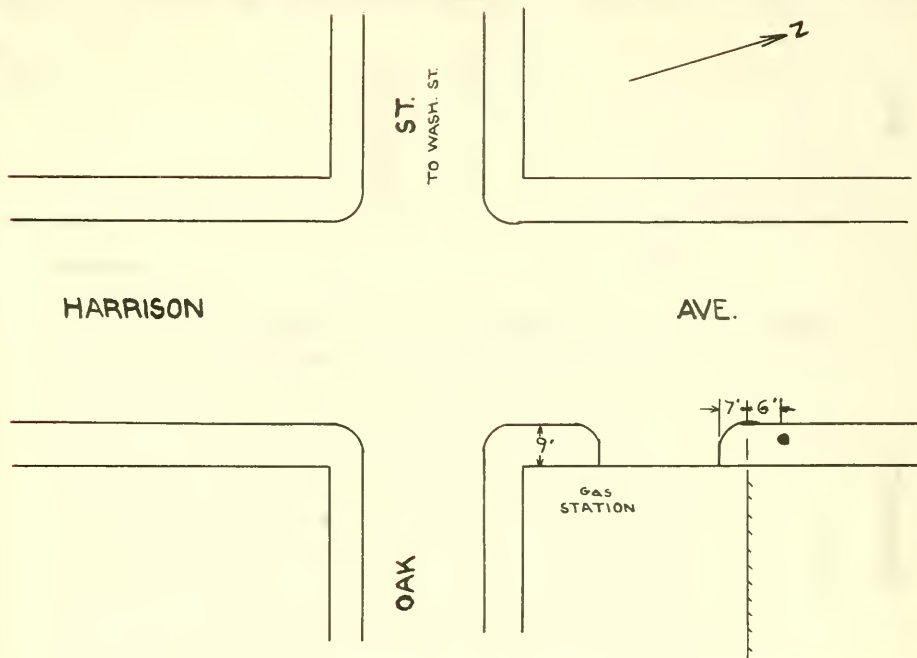 N
ST.
TO WASH. ST.
HARRISON
AVE.
7' 6'
9'
GAS
STATION
OAK